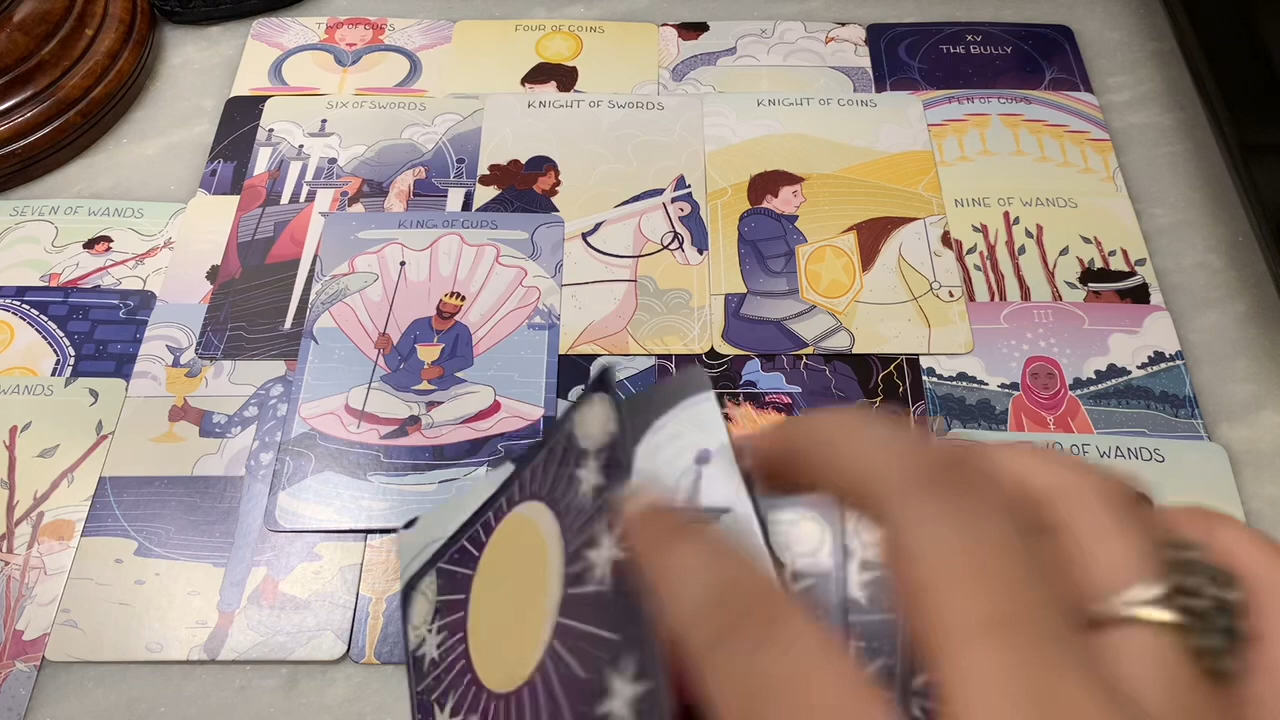 TWO OF CUPS
FOUR OF COINS
X
XV
THE BULLY
SIX OF SWORDS
KNIGHT OF SWORDS
KNIGHT OF COINS
TEN OF CUPS
SEVEN OF WANDS
KING OF CUPS
NINE OF WANDS
III
WANDS
OF WANDS